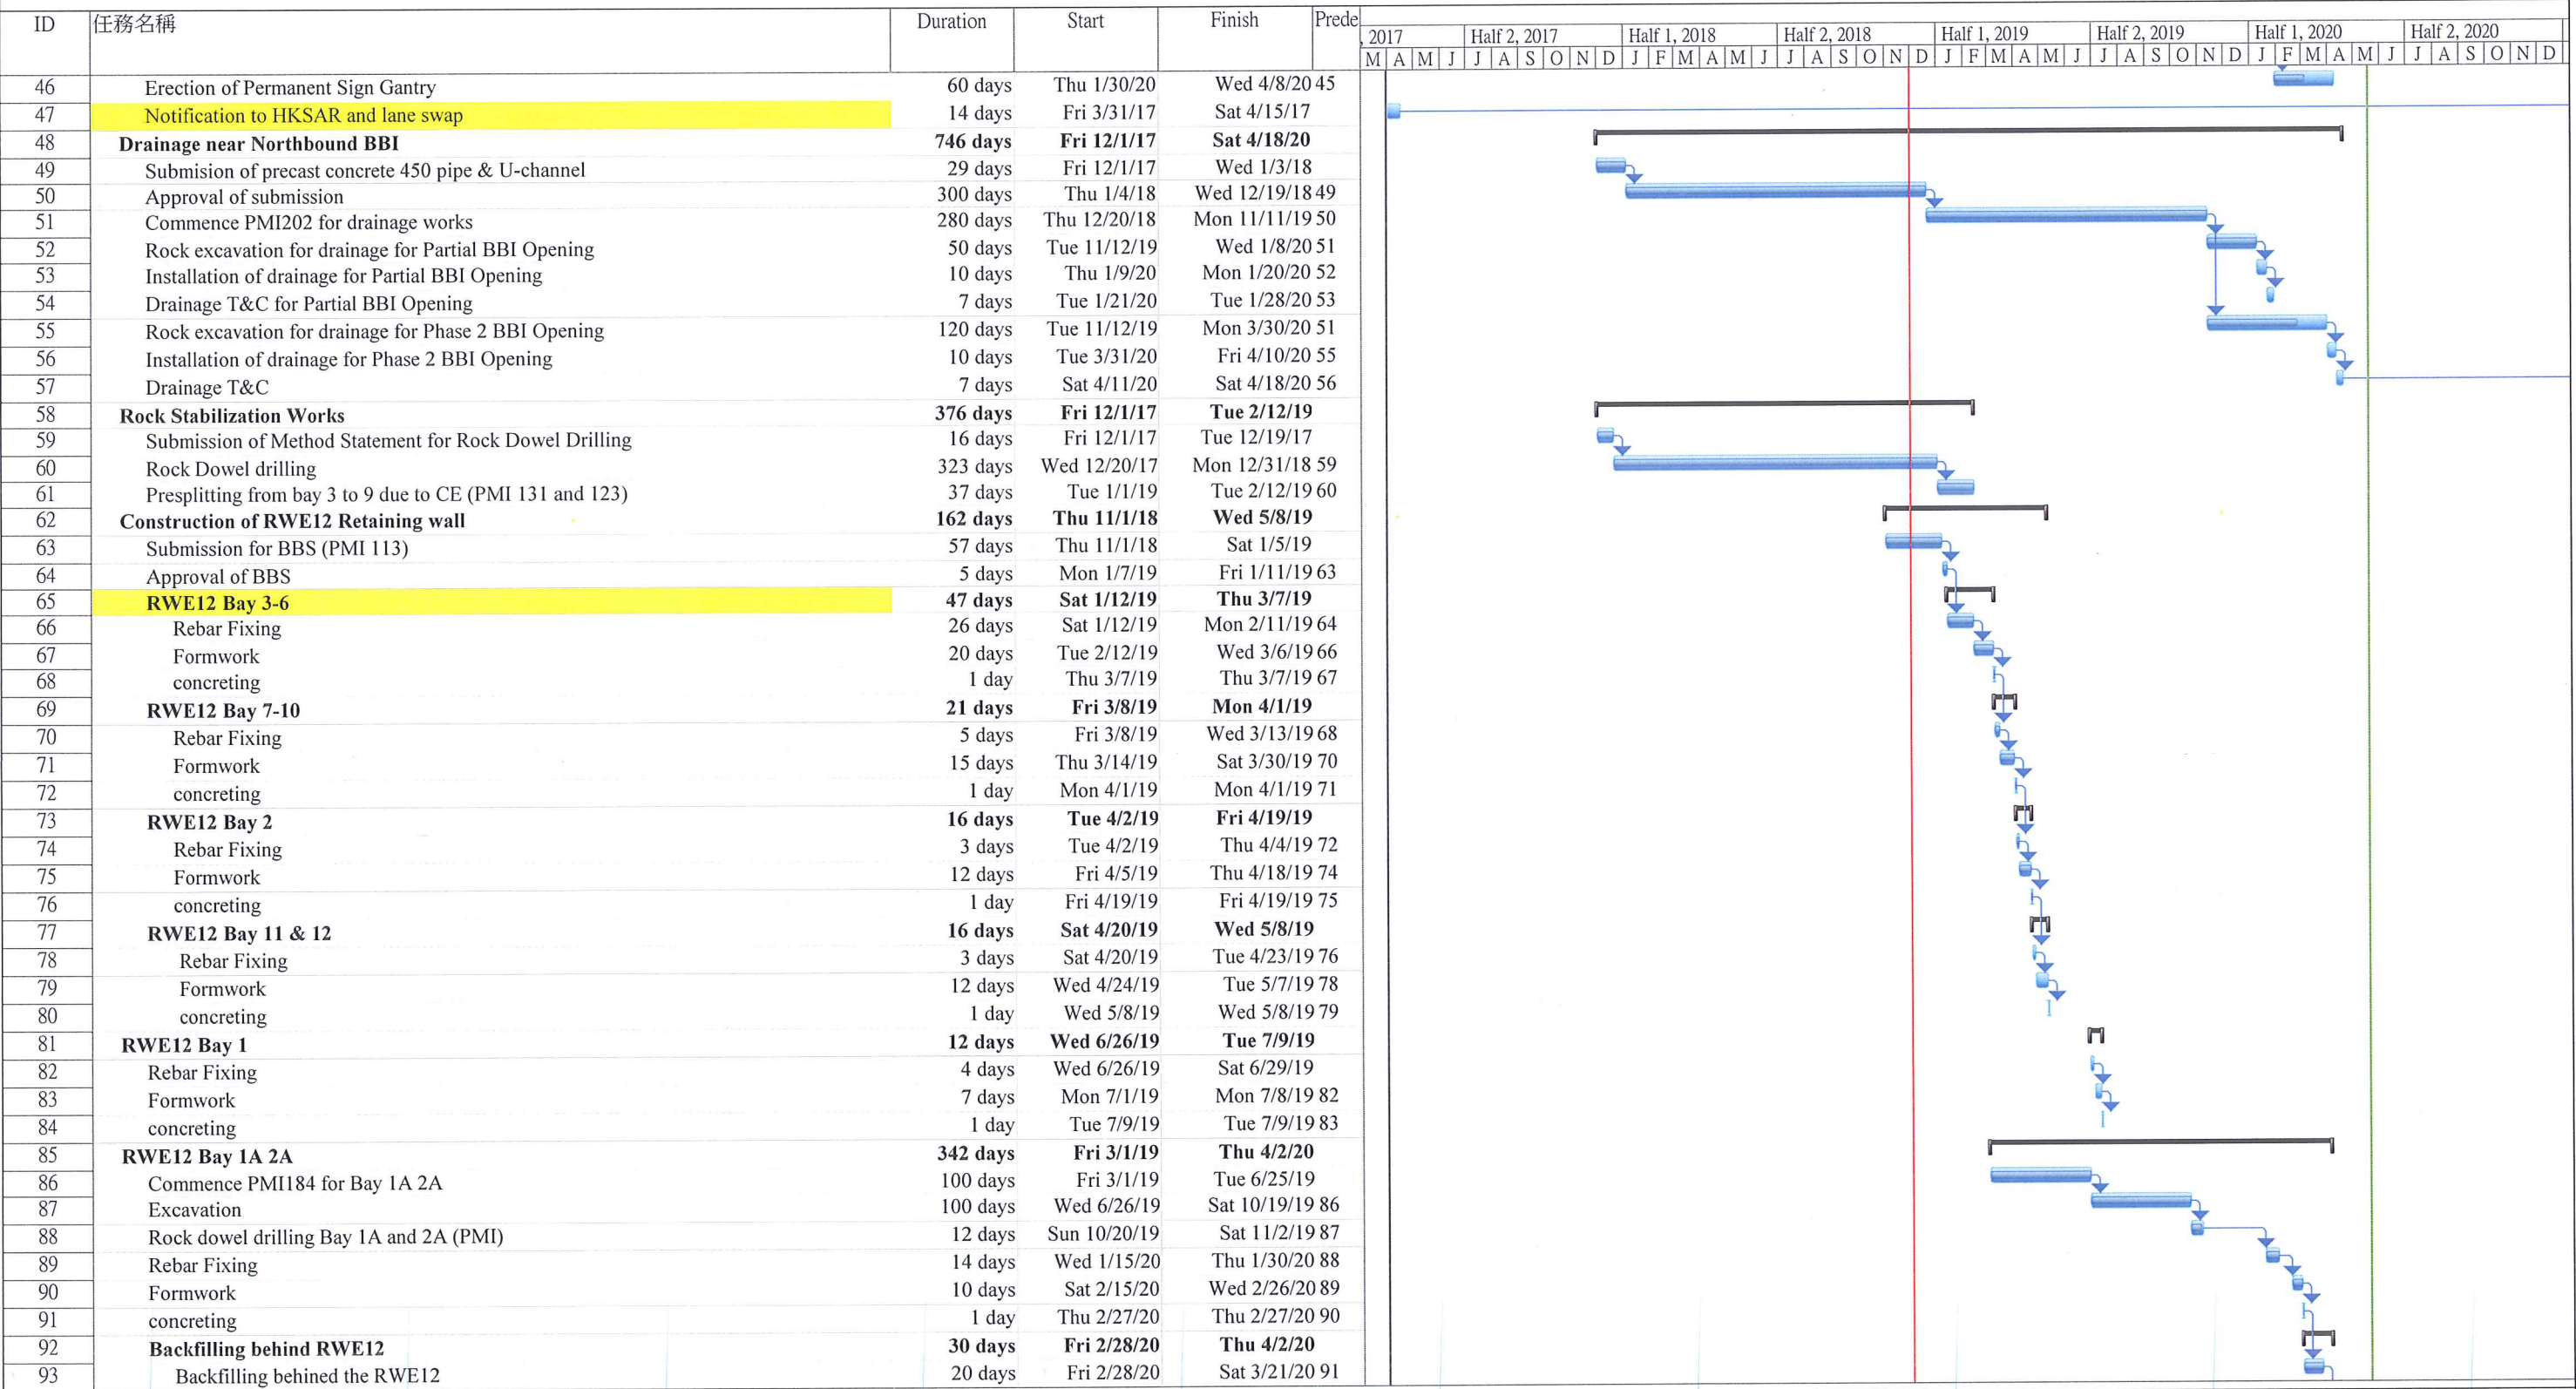 ID 任務名稱 Duration Start Finish Prede
, 2017 Half 2, 2017 Half 1, 2018 Half 2, 2018 Half 1, 2019 Half 2, 2019 Half 1, 2020 Half 2, 2020
M A M J J A S O N D J F M A M J J A S O N D J F M A M J J A S O N D J F M A M J J A S O N D
46 Erection of Permanent Sign Gantry 60 days Thu 1/30/20 Wed 4/8/20 45
47 Notification to HKSAR and lane swap 14 days Fri 3/31/17 Sat 4/15/17
48 Drainage near Northbound BBI 746 days Fri 12/1/17 Sat 4/18/20
49 Submision of precast concrete 450 pipe & U-channel 29 days Fri 12/1/17 Wed 1/3/18
50 Approval of submission 300 days Thu 1/4/18 Wed 12/19/18 49
51 Commence PMI202 for drainage works 280 days Thu 12/20/18 Mon 11/11/19 50
52 Rock excavation for drainage for Partial BBI Opening 50 days Tue 11/12/19 Wed 1/8/20 51
53 Installation of drainage for Partial BBI Opening 10 days Thu 1/9/20 Mon 1/20/20 52
54 Drainage T&C for Partial BBI Opening 7 days Tue 1/21/20 Tue 1/28/20 53
55 Rock excavation for drainage for Phase 2 BBI Opening 120 days Tue 11/12/19 Mon 3/30/20 51
56 Installation of drainage for Phase 2 BBI Opening 10 days Tue 3/31/20 Fri 4/10/20 55
57 Drainage T&C 7 days Sat 4/11/20 Sat 4/18/20 56
58 Rock Stabilization Works 376 days Fri 12/1/17 Tue 2/12/19
59 Submission of Method Statement for Rock Dowel Drilling 16 days Fri 12/1/17 Tue 12/19/17
60 Rock Dowel drilling 323 days Wed 12/20/17 Mon 12/31/18 59
61 Presplitting from bay 3 to 9 due to CE (PMI 131 and 123) 37 days Tue 1/1/19 Tue 2/12/19 60
62 Construction of RWE12 Retaining wall 162 days Thu 11/1/18 Wed 5/8/19
63 Submission for BBS (PMI 113) 57 days Thu 11/1/18 Sat 1/5/19
64 Approval of BBS 5 days Mon 1/7/19 Fri 1/11/19 63
65 RWE12 Bay 3-6 47 days Sat 1/12/19 Thu 3/7/19
66 Rebar Fixing 26 days Sat 1/12/19 Mon 2/11/19 64
67 Formwork 20 days Tue 2/12/19 Wed 3/6/19 66
68 concreting 1 day Thu 3/7/19 Thu 3/7/19 67
69 RWE12 Bay 7-10 21 days Fri 3/8/19 Mon 4/1/19
70 Rebar Fixing 5 days Fri 3/8/19 Wed 3/13/19 68
71 Formwork 15 days Thu 3/14/19 Sat 3/30/19 70
72 concreting 1 day Mon 4/1/19 Mon 4/1/19 71
73 RWE12 Bay 2 16 days Tue 4/2/19 Fri 4/19/19
74 Rebar Fixing 3 days Tue 4/2/19 Thu 4/4/19 72
75 Formwork 12 days Fri 4/5/19 Thu 4/18/19 74
76 concreting 1 day Fri 4/19/19 Fri 4/19/19 75
77 RWE12 Bay 11 & 12 16 days Sat 4/20/19 Wed 5/8/19
78 Rebar Fixing 3 days Sat 4/20/19 Tue 4/23/19 76
79 Formwork 12 days Wed 4/24/19 Tue 5/7/19 78
80 concreting 1 day Wed 5/8/19 Wed 5/8/19 79
81 RWE12 Bay 1 12 days Wed 6/26/19 Tue 7/9/19
82 Rebar Fixing 4 days Wed 6/26/19 Sat 6/29/19
83 Formwork 7 days Mon 7/1/19 Mon 7/8/19 82
84 concreting 1 day Tue 7/9/19 Tue 7/9/19 83
85 RWE12 Bay 1A 2A 342 days Fri 3/1/19 Thu 4/2/20
86 Commence PMI184 for Bay 1A 2A 100 days Fri 3/1/19 Tue 6/25/19
87 Excavation 100 days Wed 6/26/19 Sat 10/19/19 86
88 Rock dowel drilling Bay 1A and 2A (PMI) 12 days Sun 10/20/19 Sat 11/2/19 87
89 Rebar Fixing 14 days Wed 1/15/20 Thu 1/30/20 88
90 Formwork 10 days Sat 2/15/20 Wed 2/26/20 89
91 concreting 1 day Thu 2/27/20 Thu 2/27/20 90
92 Backfilling behind RWE12 30 days Fri 2/28/20 Thu 4/2/20
93 Backfilling behined the RWE12 20 days Fri 2/28/20 Sat 3/21/20 91